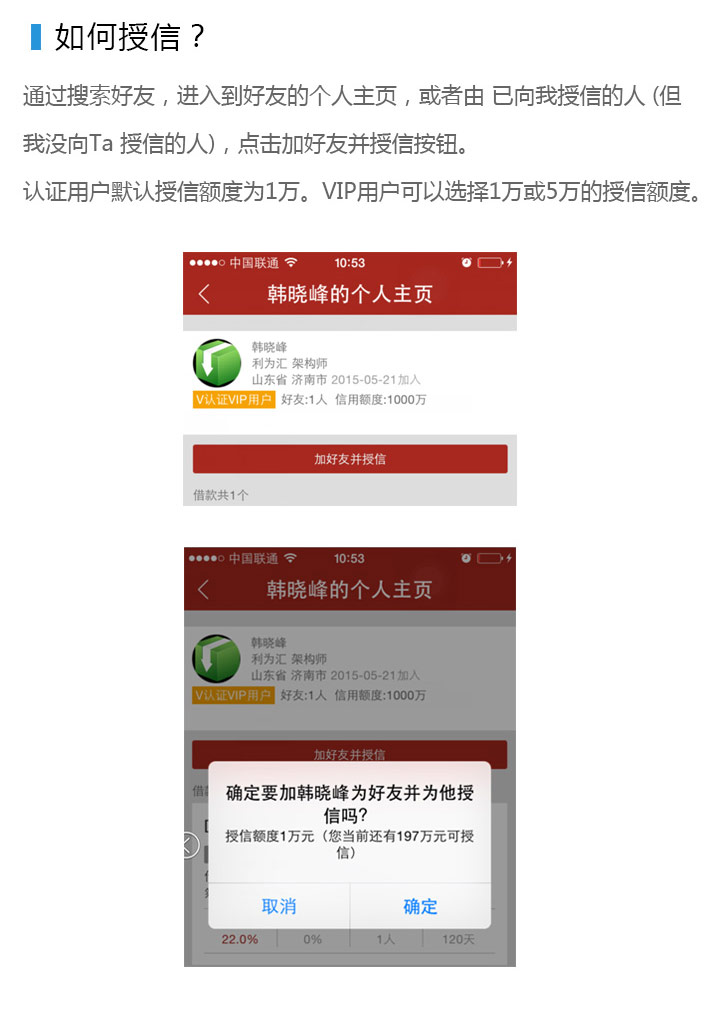 如何授信？
通过搜索好友，进入到好友的个人主页，或者由 已向我授信的人 (但
我没向Ta 授信的人)，点击加好友并授信按钮。
认证用户默认授信额度为1万。VIP用户可以选择1万或5万的授信额度。
中国联通 10:53
韩晓峰的个人主页
韩晓峰
利为汇 架构师
山东省 济南市 2015-05-21加入
V认证VIP用户 好友:1人 信用额度:1000万
加好友并授信
借款共1个
中国联通 10:53
韩晓峰的个人主页
韩晓峰
利为汇 架构师
山东省 济南市 2015-05-21加入
V认证VIP用户 好友:1人 信用额度:1000万
加好友并授信
确定要加韩晓峰为好友并为他授
信吗?
授信额度1万元（您当前还有197万元可授
信）
取消 确定
22.0% 0% 1人 120天